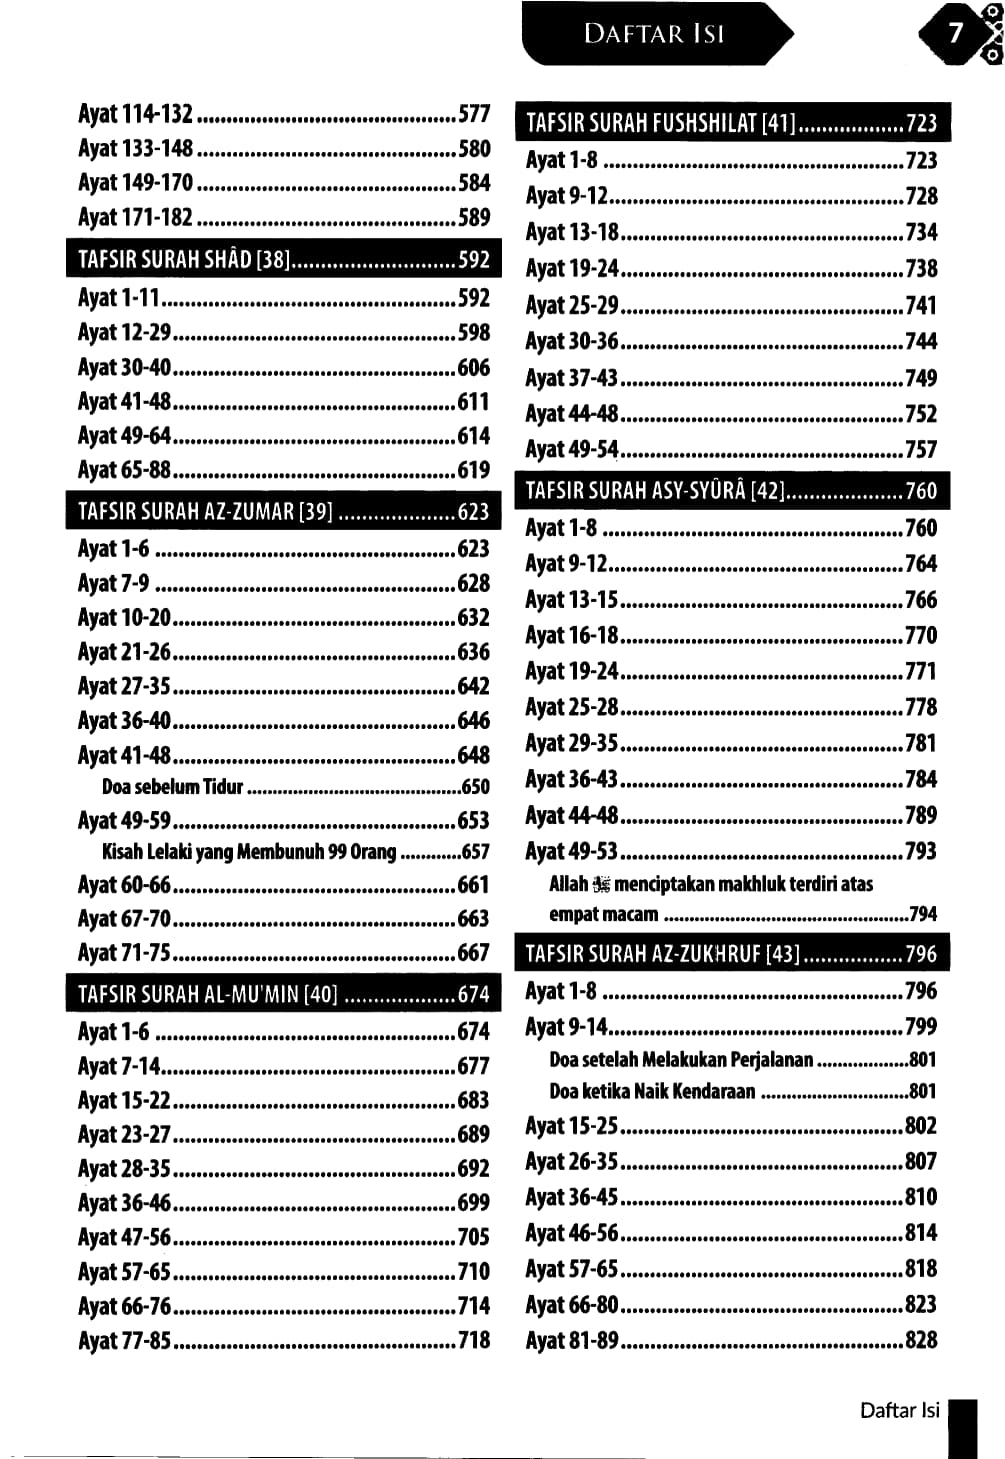 DAFTAR ISI
7
Ayat 114-132............................................577
Ayat 133-148............................................580
Ayat 149-170............................................584
Ayat 171-182............................................589
TAFSIR SURAH SHÂD [38]............................592
Ayat 1-11..................................................592
Ayat 12-29................................................598
Ayat 30-40................................................606
Ayat 41-48................................................611
Ayat 49-64................................................614
Ayat 65-88................................................619
TAFSIR SURAH AZ-ZUMAR [39] ....................623
Ayat 1-6 ...................................................623
Ayat 7-9 ...................................................628
Ayat 10-20................................................632
Ayat 21-26................................................636
Ayat 27-35................................................642
Ayat 36-40................................................646
Ayat 41-48................................................648
Doa sebelum Tidur ..........................................650
Ayat 49-59................................................653
Kisah Lelaki yang Membunuh 99 Orang ............657
Ayat 60-66................................................661
Ayat 67-70................................................663
Ayat 71-75................................................667
TAFSIR SURAH AL-MU'MIN [40] ...................674
Ayat 1-6 ...................................................674
Ayat 7-14..................................................677
Ayat 15-22................................................683
Ayat 23-27................................................689
Ayat 28-35................................................692
Ayat 36-46................................................699
Ayat 47-56................................................705
Ayat 57-65................................................710
Ayat 66-76................................................714
Ayat 77-85................................................718
TAFSIR SURAH FUSHSHILAT [41]..................723
Ayat 1-8 ...................................................723
Ayat 9-12..................................................728
Ayat 13-18................................................734
Ayat 19-24................................................738
Ayat 25-29................................................741
Ayat 30-36................................................744
Ayat 37-43................................................749
Ayat 44-48................................................752
Ayat 49-54................................................757
TAFSIR SURAH ASY-SYÛRÂ [42]....................760
Ayat 1-8 ...................................................760
Ayat 9-12..................................................764
Ayat 13-15................................................766
Ayat 16-18................................................770
Ayat 19-24................................................771
Ayat 25-28................................................778
Ayat 29-35................................................781
Ayat 36-43................................................784
Ayat 44-48................................................789
Ayat 49-53................................................793
Allah menciptakan makhluk terdiri atas
empat macam ................................................794
TAFSIR SURAH AZ-ZUKHRUF [43].................796
Ayat 1-8 ...................................................796
Ayat 9-14..................................................799
Doa setelah Melakukan Perjalanan ..................801
Doa ketika Naik Kendaraan .............................801
Ayat 15-25................................................802
Ayat 26-35................................................807
Ayat 36-45................................................810
Ayat 46-56................................................814
Ayat 57-65................................................818
Ayat 66-80................................................823
Ayat 81-89................................................828
Daftar Isi